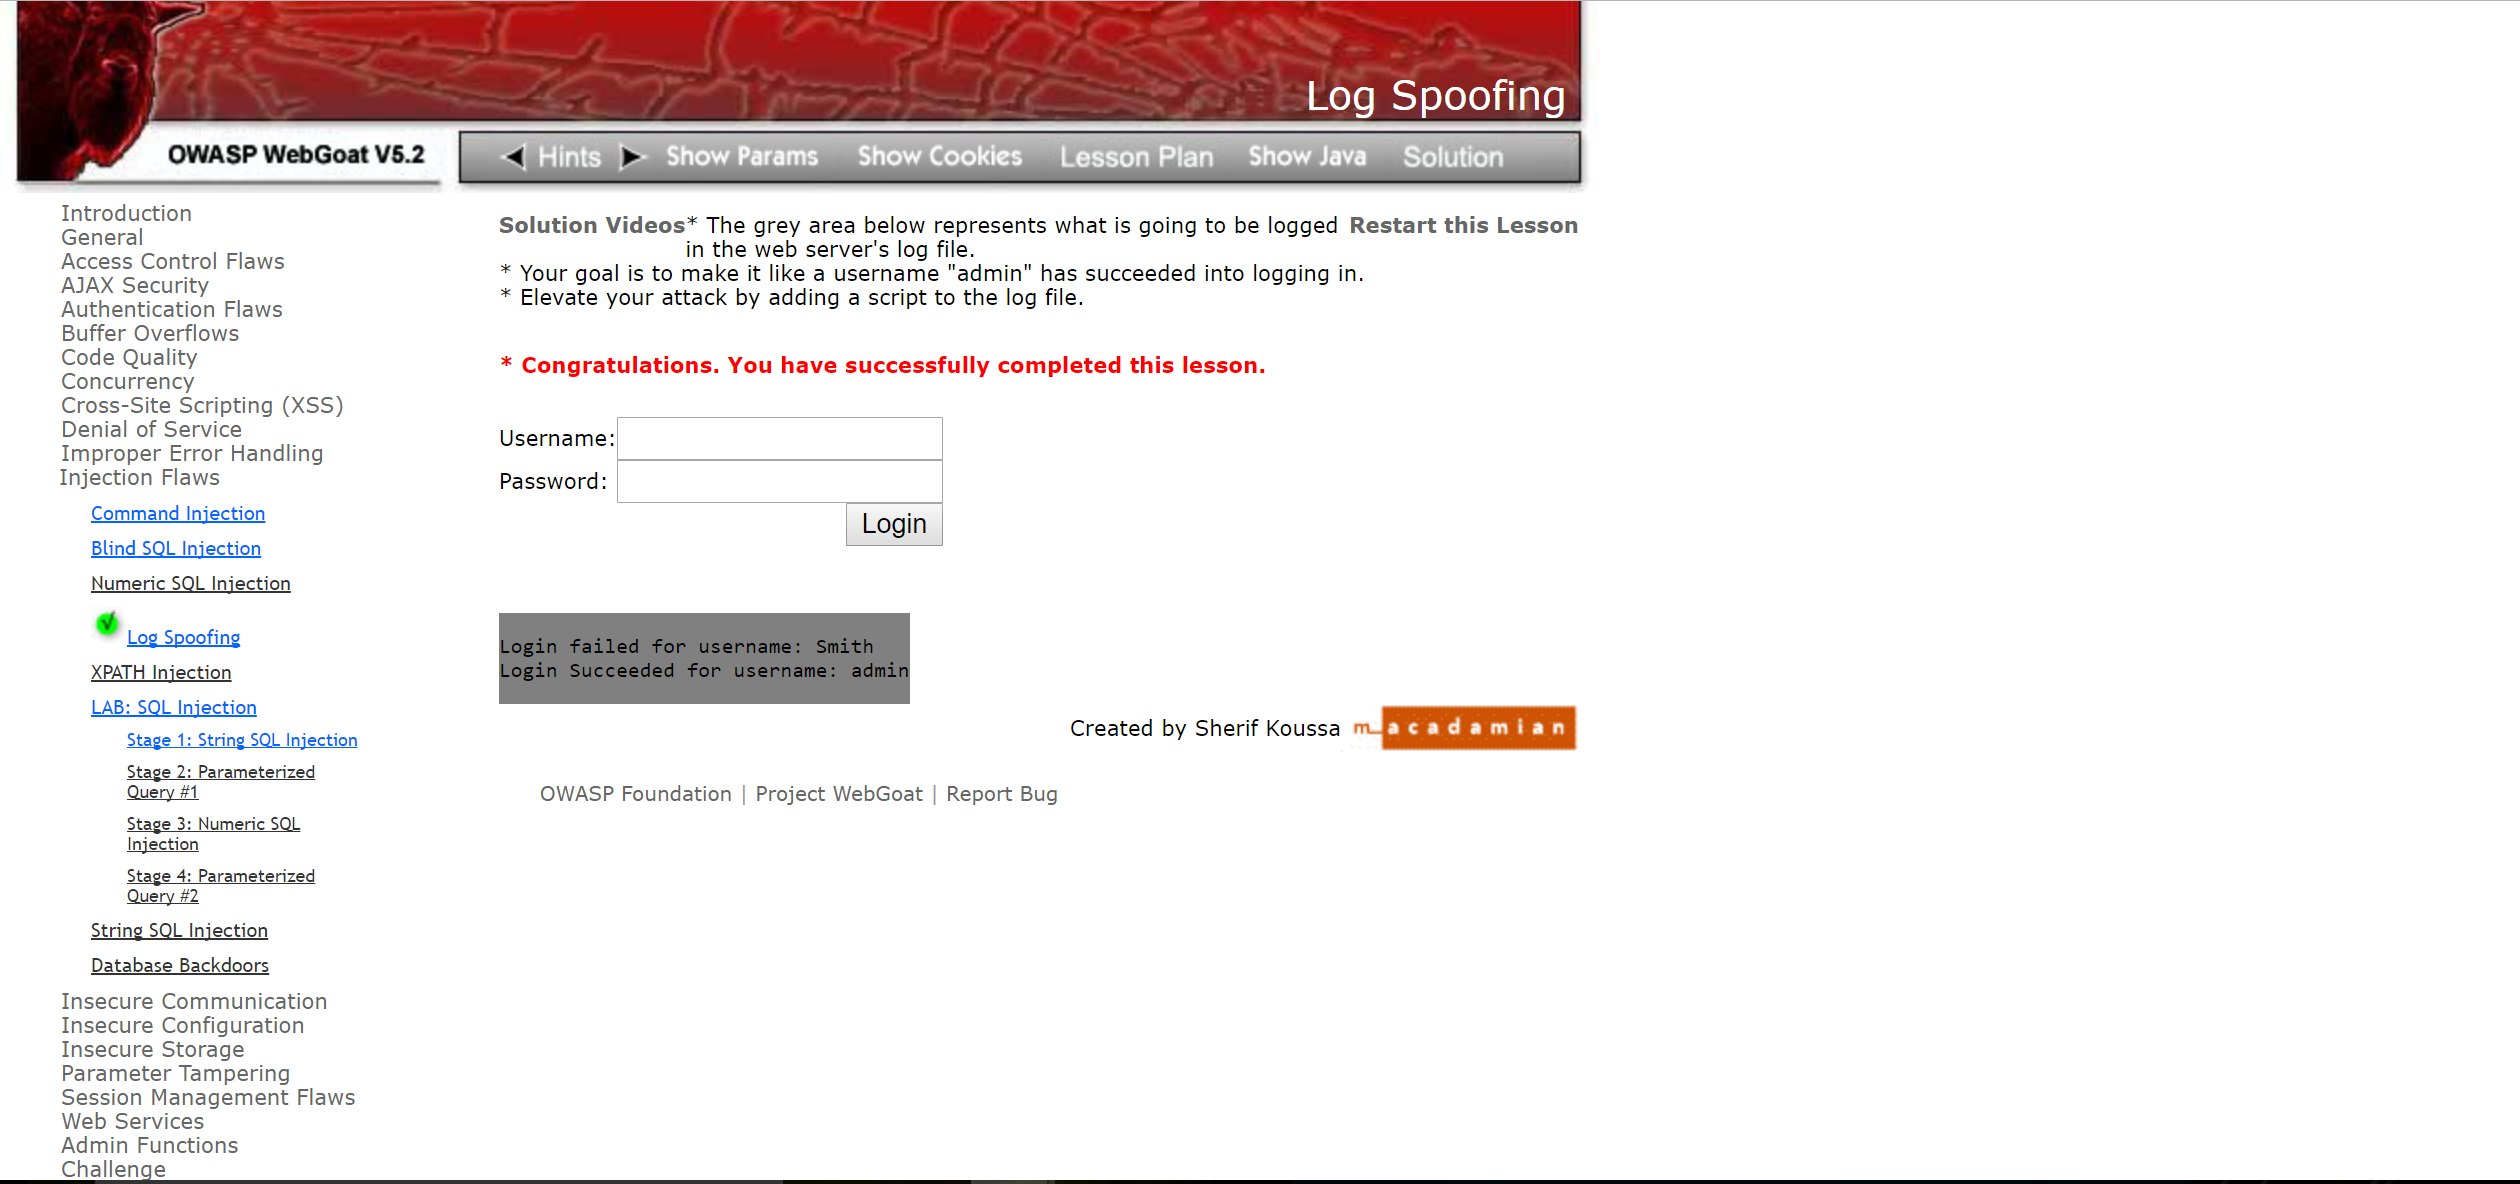 Log Spoofing
OWASP WebGoat V5.2
Hints Show Params Show Cookies Lesson Plan Show Java Solution
Introduction
General
Access Control Flaws
AJAX Security
Authentication Flaws
Buffer Overflows
Code Quality
Concurrency
Cross-Site Scripting (XSS)
Denial of Service
Improper Error Handling
Injection Flaws
Command Injection
Blind SQL Injection
Numeric SQL Injection
Log Spoofing
XPATH Injection
LAB: SQL Injection
Stage 1: String SQL Injection
Stage 2: Parameterized
Query #1
Stage 3: Numeric SQL
Injection
Stage 4: Parameterized
Query #2
String SQL Injection
Database Backdoors
Insecure Communication
Insecure Configuration
Insecure Storage
Parameter Tampering
Session Management Flaws
Web Services
Admin Functions
Challenge
Solution Videos* The grey area below represents what is going to be logged Restart this Lesson
in the web server's log file.
* Your goal is to make it like a username "admin" has succeeded into logging in.
* Elevate your attack by adding a script to the log file.
* Congratulations. You have successfully completed this lesson.
Username:
Password:
Login
Login failed for username: Smith
Login Succeeded for username: admin
Created by Sherif Koussa macadamian
OWASP Foundation | Project WebGoat | Report Bug